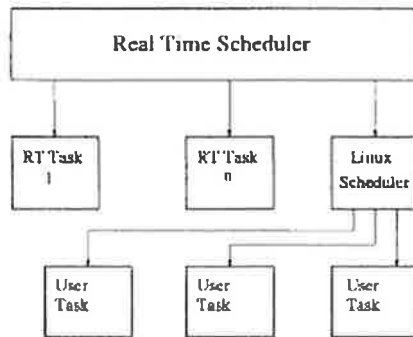 Real Time Scheduler
RT Task
1
RT Task
n
Linux
Scheduler
User
Task
User
Task
User
Task